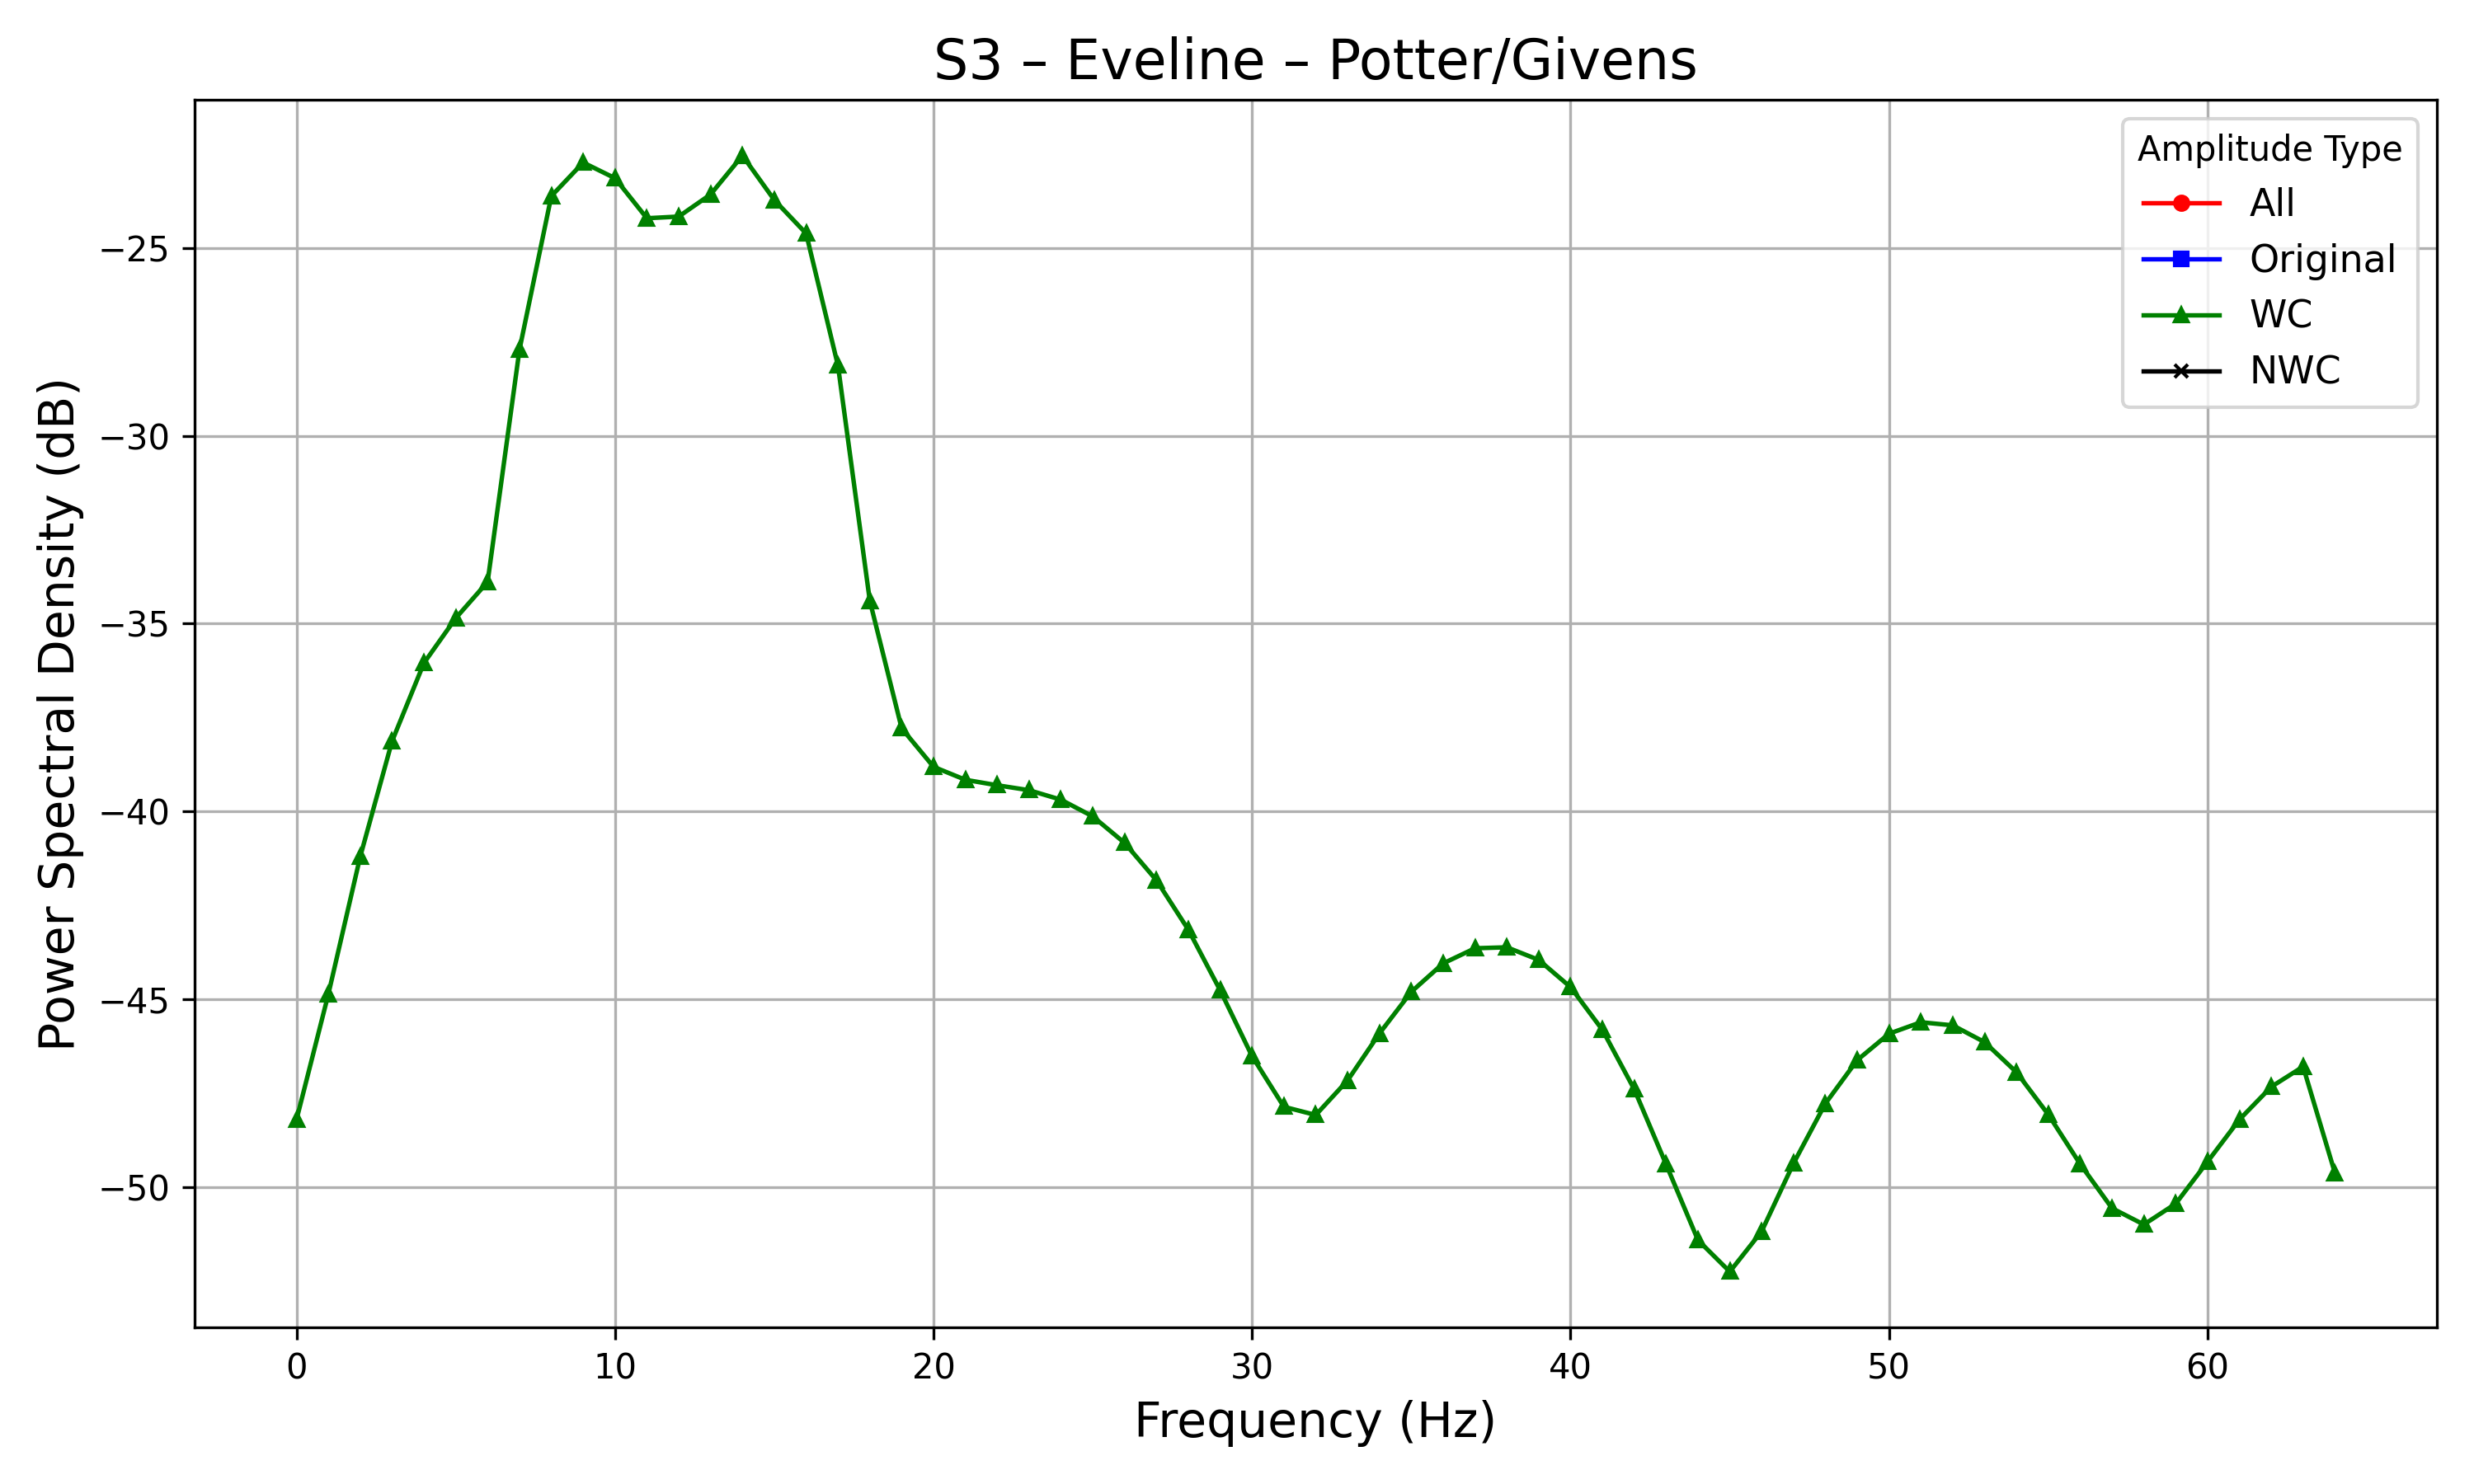 S3 – Eveline – Potter/Givens
Amplitude Type
All
Original
WC
NWC
Power Spectral Density (dB)
−25
−30
−35
−40
−45
−50
0 10 20 30 40 50 60
Frequency (Hz)